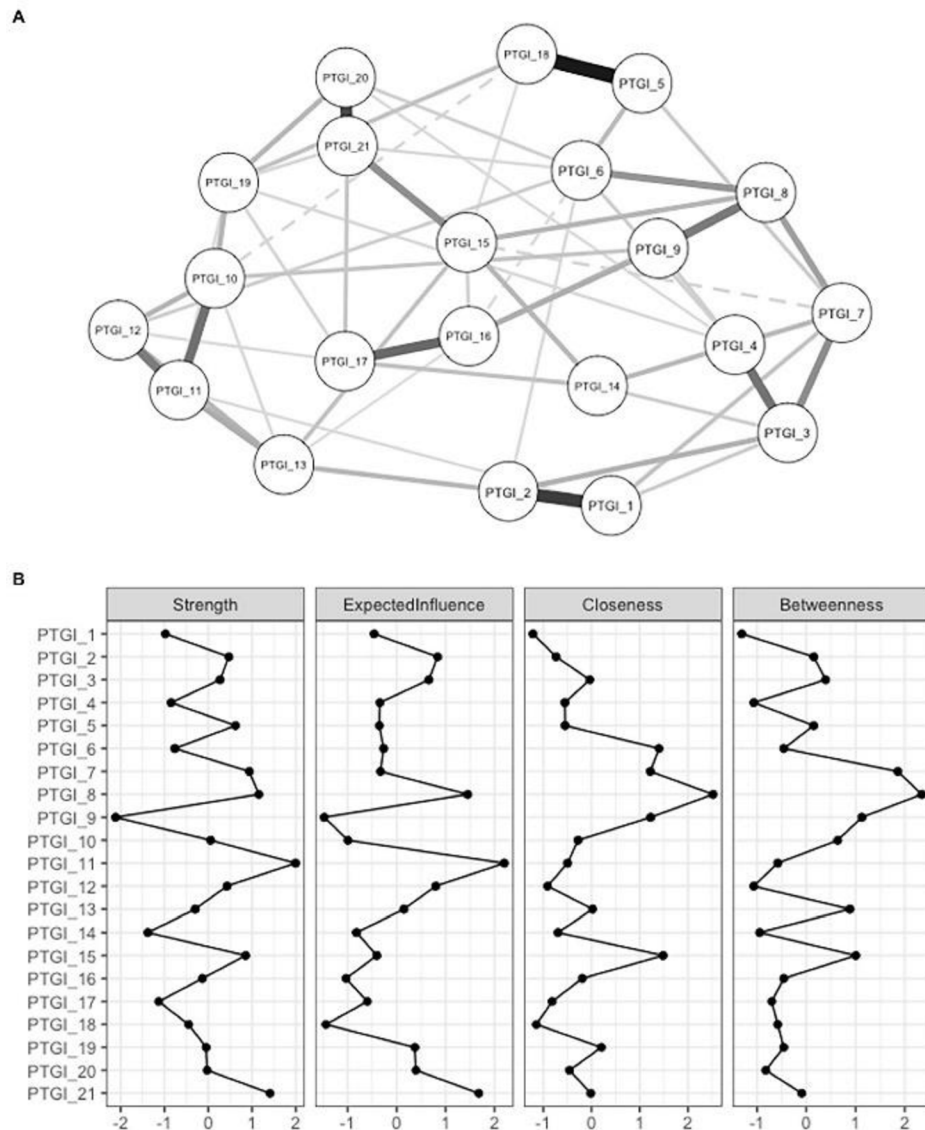 A
PTGI_18
PTGI_5
PTGI_20
PTGI_21
PTGI_6
PTGI_19
PTGI_8
PTGI_15
PTGI_9
PTGI_10
PTGI_7
PTGI_12
PTGI_16
PTGI_4
PTGI_17
PTGI_14
PTGI_11
PTGI_3
PTGI_13
PTGI_2
PTGI_1
B
Strength ExpectedInfluence Closeness Betweenness
PTGI_1
PTGI_2
PTGI_3
PTGI_4
PTGI_5
PTGI_6
PTGI_7
PTGI_8
PTGI_9
PTGI_10
PTGI_11
PTGI_12
PTGI_13
PTGI_14
PTGI_15
PTGI_16
PTGI_17
PTGI_18
PTGI_19
PTGI_20
PTGI_21
-2 -1 0 1 2 -1 0 1 2 -1 0 1 2 -1 0 1 2